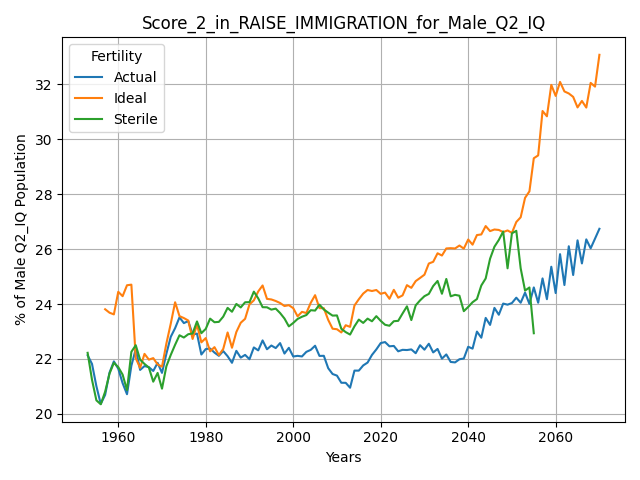 Score_2_in_RAISE_IMMIGRATION_for_Male_Q2_IQ
Fertility
Actual
Ideal
Sterile
% of Male Q2_IQ Population
32
30
28
26
24
22
20
1960 1980 2000 2020 2040 2060
Years